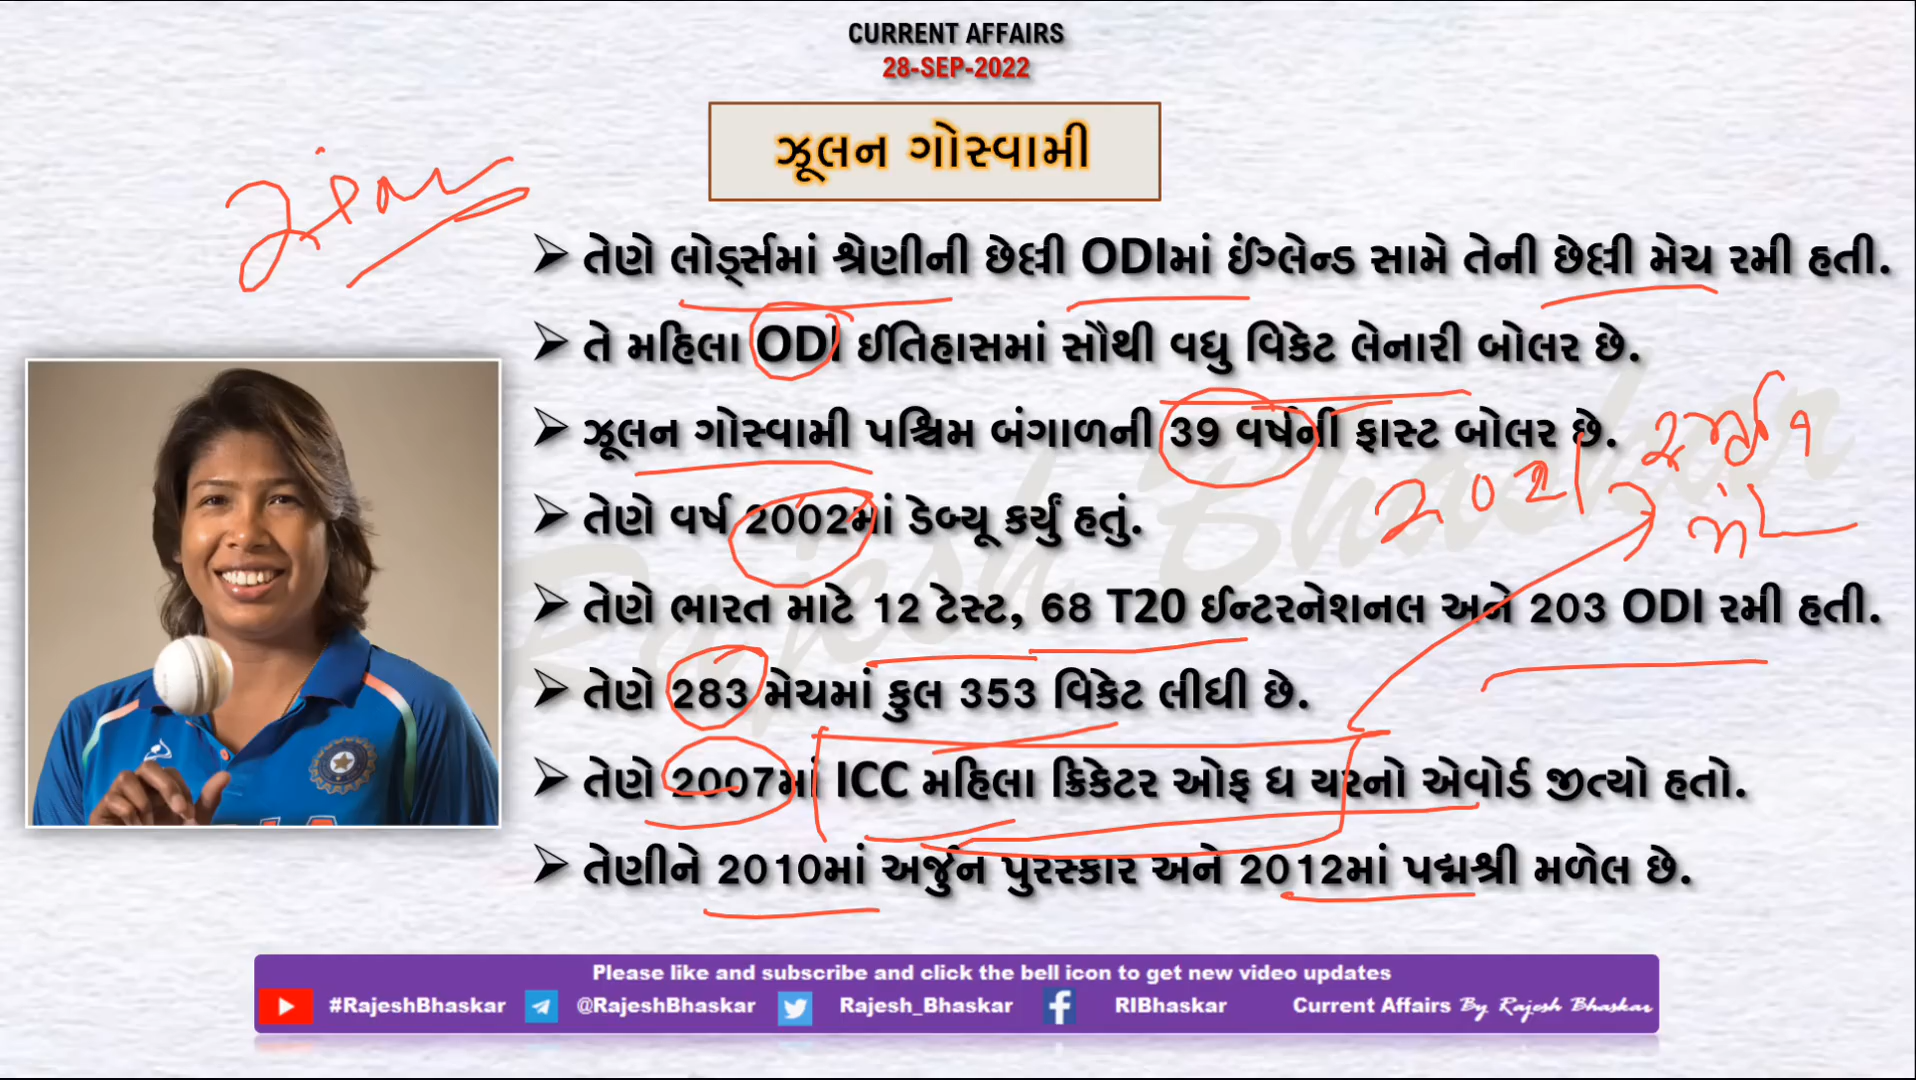 CURRENT AFFAIRS
28-SEP-2022
ઝૂલન ગોસ્વામી
➢ તેણે લોર્ડ્સમાં શ્રેણીની છેલ્લી ODIમાં ઈંગ્લેન્ડ સામે તેની છેલ્લી મેચ રમી હતી.
➢ તે મહિલા ODI ઈતિહાસમાં સૌથી વધુ વિકેટ લેનારી બોલર છે.
➢ ઝૂલન ગોસ્વામી પશ્ચિમ બંગાળની 39 વર્ષની ફાસ્ટ બોલર છે.
➢ તેણે વર્ષ 2002માં ડેબ્યૂ કર્યું હતું.
2021
➢ તેણે ભારત માટે 12 ટેસ્ટ, 68 T20 ઈન્ટરનેશનલ અને 203 ODI રમી હતી.
➢ તેણે 283 મેચમાં કુલ 353 વિકેટ લીધી છે.
➢ તેણે 2007માં ICC મહિલા ક્રિકેટર ઓફ ધ યરનો એવોર્ડ જીત્યો હતો.
➢ તેણીને 2010માં અર્જુન પુરસ્કાર અને 2012માં પદ્મશ્રી મળેલ છે.
Rajesh Bhaskar
Please like and subscribe and click the bell icon to get new video updates
#RajeshBhaskar @RajeshBhaskar Rajesh_Bhaskar RIBhaskar Current Affairs By Rajesh Bhaskar